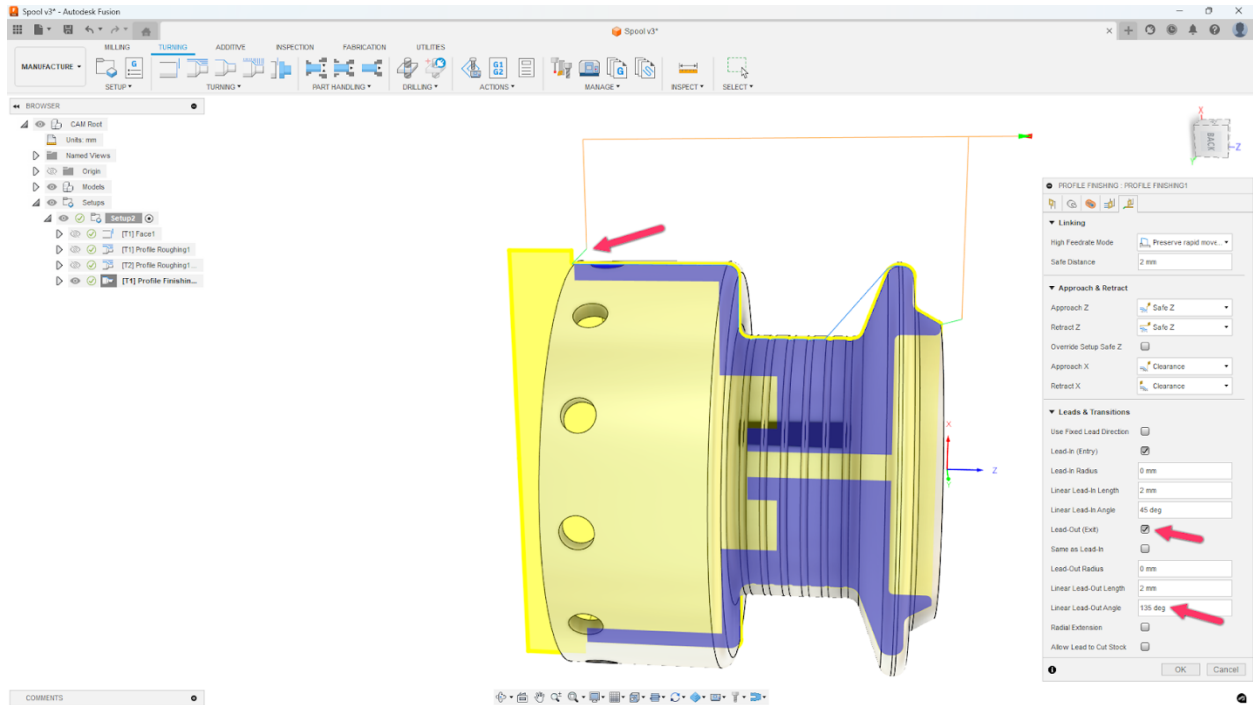 Spool v3* - Autodesk Fusion
Spool v3*
MILLING TURNING ADDITIVE INSPECTION FABRICATION UTILITIES
MANUFACTURE
G
G1
G2
G
SETUP TURNING PART HANDLING DRILLING ACTIONS MANAGE INSPECT SELECT
BROWSER
CAM Root
Units: mm
Named Views
Origin
Models
Setups
Setup2
[T1] Face1
[T1] Profile Roughing1
[T2] Profile Roughing1...
[T1] Profile Finishin...
X
BACK
Z
Y
X
Z
Y
PROFILE FINISHING : PROFILE FINISHING1
Linking
High Feedrate Mode Preserve rapid move...
Safe Distance 2 mm
Approach & Retract
Approach Z Safe Z
Retract Z Safe Z
Override Setup Safe Z
Approach X Clearance
Retract X Clearance
Leads & Transitions
Use Fixed Lead Direction
Lead-In (Entry)
Lead-In Radius 0 mm
Linear Lead-In Length 2 mm
Linear Lead-In Angle 45 deg
Lead-Out (Exit)
Same as Lead-In
Lead-Out Radius 0 mm
Linear Lead-Out Length 2 mm
Linear Lead-Out Angle 135 deg
Radial Extension
Allow Lead to Cut Stock
OK Cancel
COMMENTS